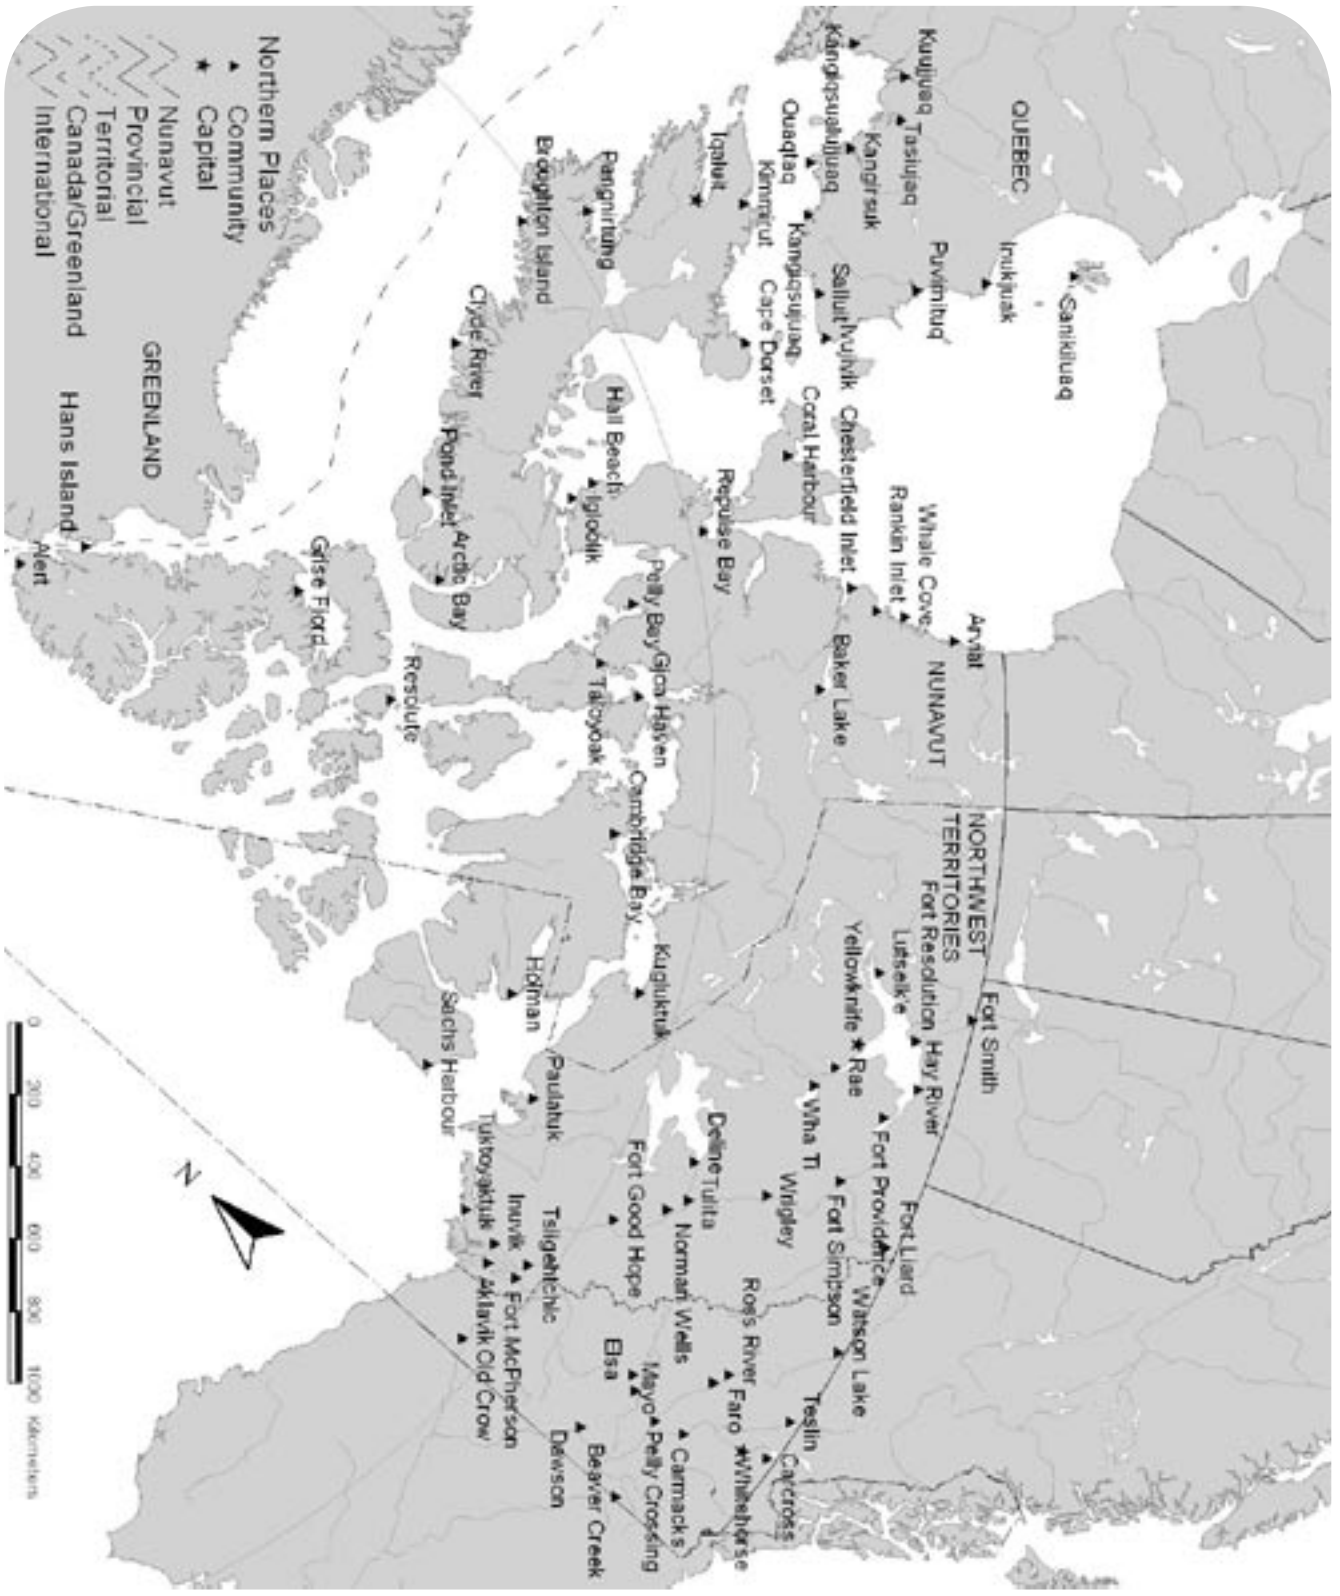 Northern Places
Community
Capital
Nunavut
Provincial
Territorial
Canada/Greenland
International
GREENLAND
Hans Island
Alert
Grise Fiord
Resolute
Arctic Bay
Pond Inlet
Clyde River
Broughton Island
Pangnirtung
Iqaluit
Kimmirut
Cape Dorset
Hall Beach
Igloolik
Repulse Bay
Coral Harbour
Pelly Bay
Taloyoak
Gjoa Haven
Cambridge Bay
Kugluktuk
Chesterfield Inlet
Rankin Inlet
Whale Cove
Arviat
Baker Lake
NUNAVUT
Sanikiluaq
QUEBEC
Kuujjuaq
Tasiujaq
Kangiqsualujjuaq
Kangirsuk
Quaqtaq
Kangiqsujuaq
Salluit
Ivujivik
Puvirnituq
Inukjuak
NORTHWEST
TERRITORIES
Fort Resolution
Fort Smith
Hay River
Lutselk'e
Yellowknife
Rae
Wha Ti
Fort Providence
Fort Liard
Fort Simpson
Wrigley
Deline
Tulita
Norman Wells
Fort Good Hope
Holman
Sachs Harbour
Paulatuk
Tuktoyaktuk
Inuvik
Tsiigehtchic
Aklavik
Fort McPherson
Old Crow
Ross River
Watson Lake
Elsa
Mayo
Faro
Teslin
Pelly Crossing
Carmacks
Whitehorse
Carcross
Dawson
Beaver Creek
N
0 200 400 600 800 1000 Kilometers